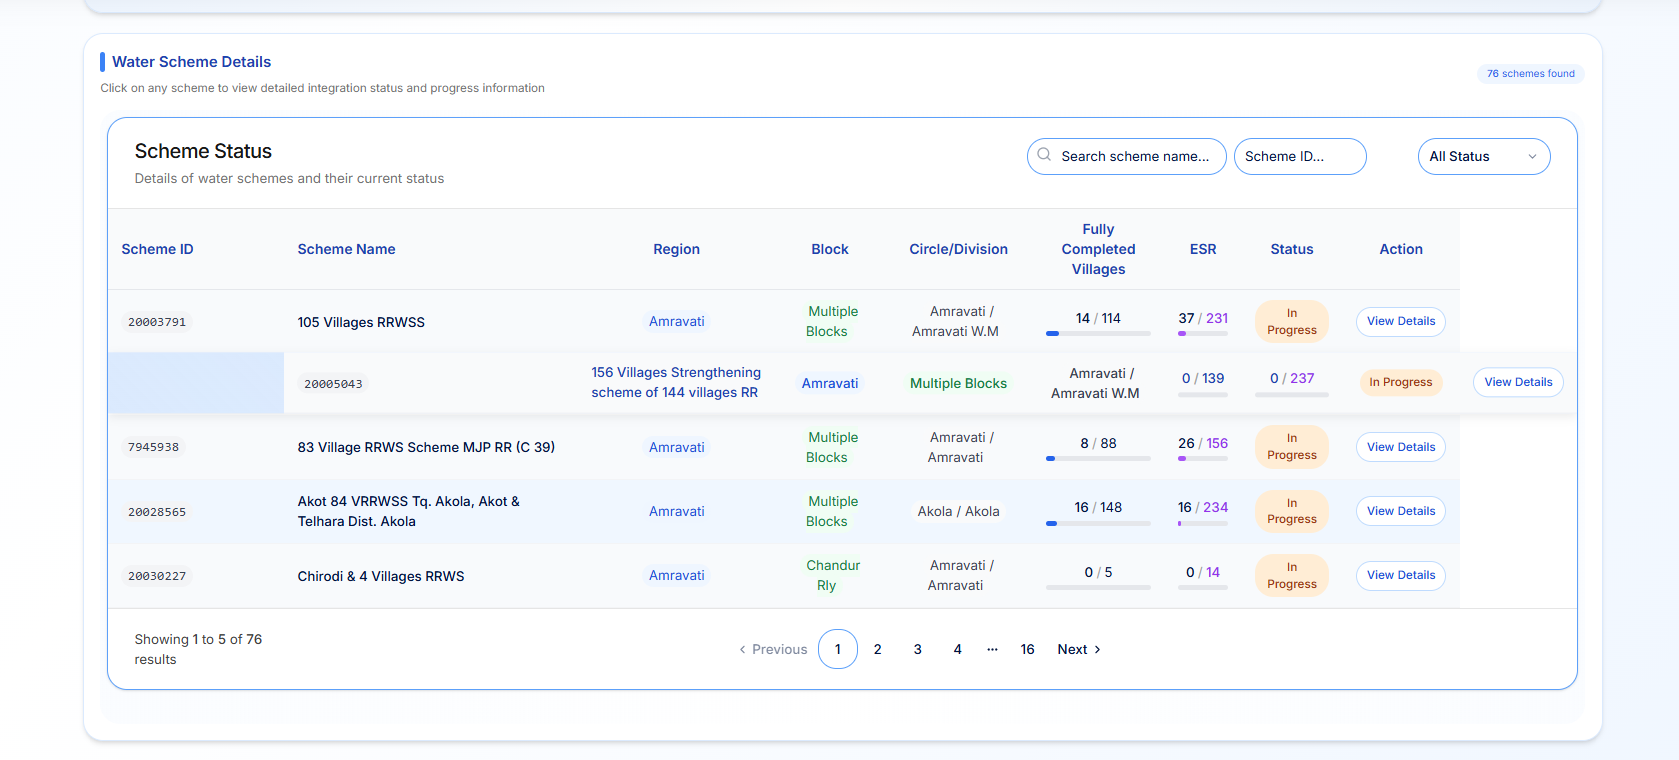 Water Scheme Details
Click on any scheme to view detailed integration status and progress information
76 schemes found
Scheme Status
Details of water schemes and their current status
Search scheme name...
Scheme ID...
All Status
Scheme ID Scheme Name Region Block Circle/Division Fully Completed Villages ESR Status Action
20003791 105 Villages RRWSS Amravati Multiple Blocks Amravati / Amravati W.M 14 / 114 37 / 231 In Progress View Details
20005043 156 Villages Strengthening scheme of 144 villages RR Amravati Multiple Blocks Amravati / Amravati W.M 0 / 139 0 / 237 In Progress View Details
7945938 83 Village RRWS Scheme MJP RR (C 39) Amravati Multiple Blocks Amravati / Amravati 8 / 88 26 / 156 In Progress View Details
20028565 Akot 84 VRRWSS Tq. Akola, Akot & Telhara Dist. Akola Amravati Multiple Blocks Akola / Akola 16 / 148 16 / 234 In Progress View Details
20030227 Chirodi & 4 Villages RRWS Amravati Chandur Rly Amravati / Amravati 0 / 5 0 / 14 In Progress View Details
Showing 1 to 5 of 76
results
‹ Previous 1 2 3 4 ... 16 Next ›